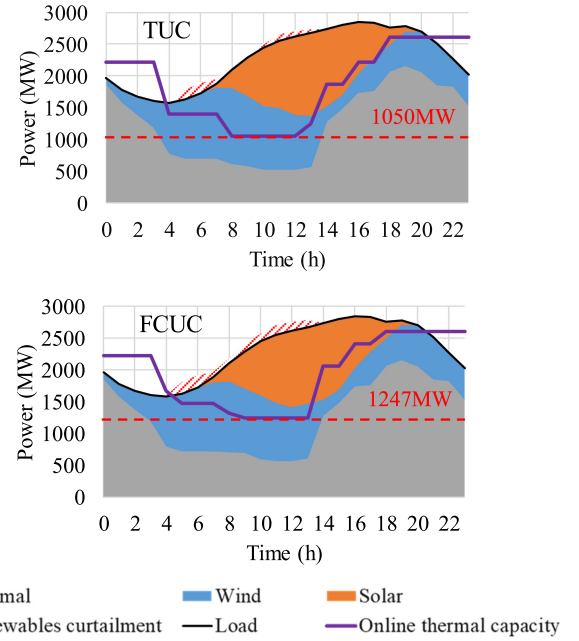 TUC
Power (MW)
3000
2500
2000
1500
1000
500
0
1050MW
0 2 4 6 8 10 12 14 16 18 20 22
Time (h)
FCUC
Power (MW)
3000
2500
2000
1500
1000
500
0
1247MW
0 2 4 6 8 10 12 14 16 18 20 22
Time (h)
mal Wind Solar
ewables curtailment Load Online thermal capacity